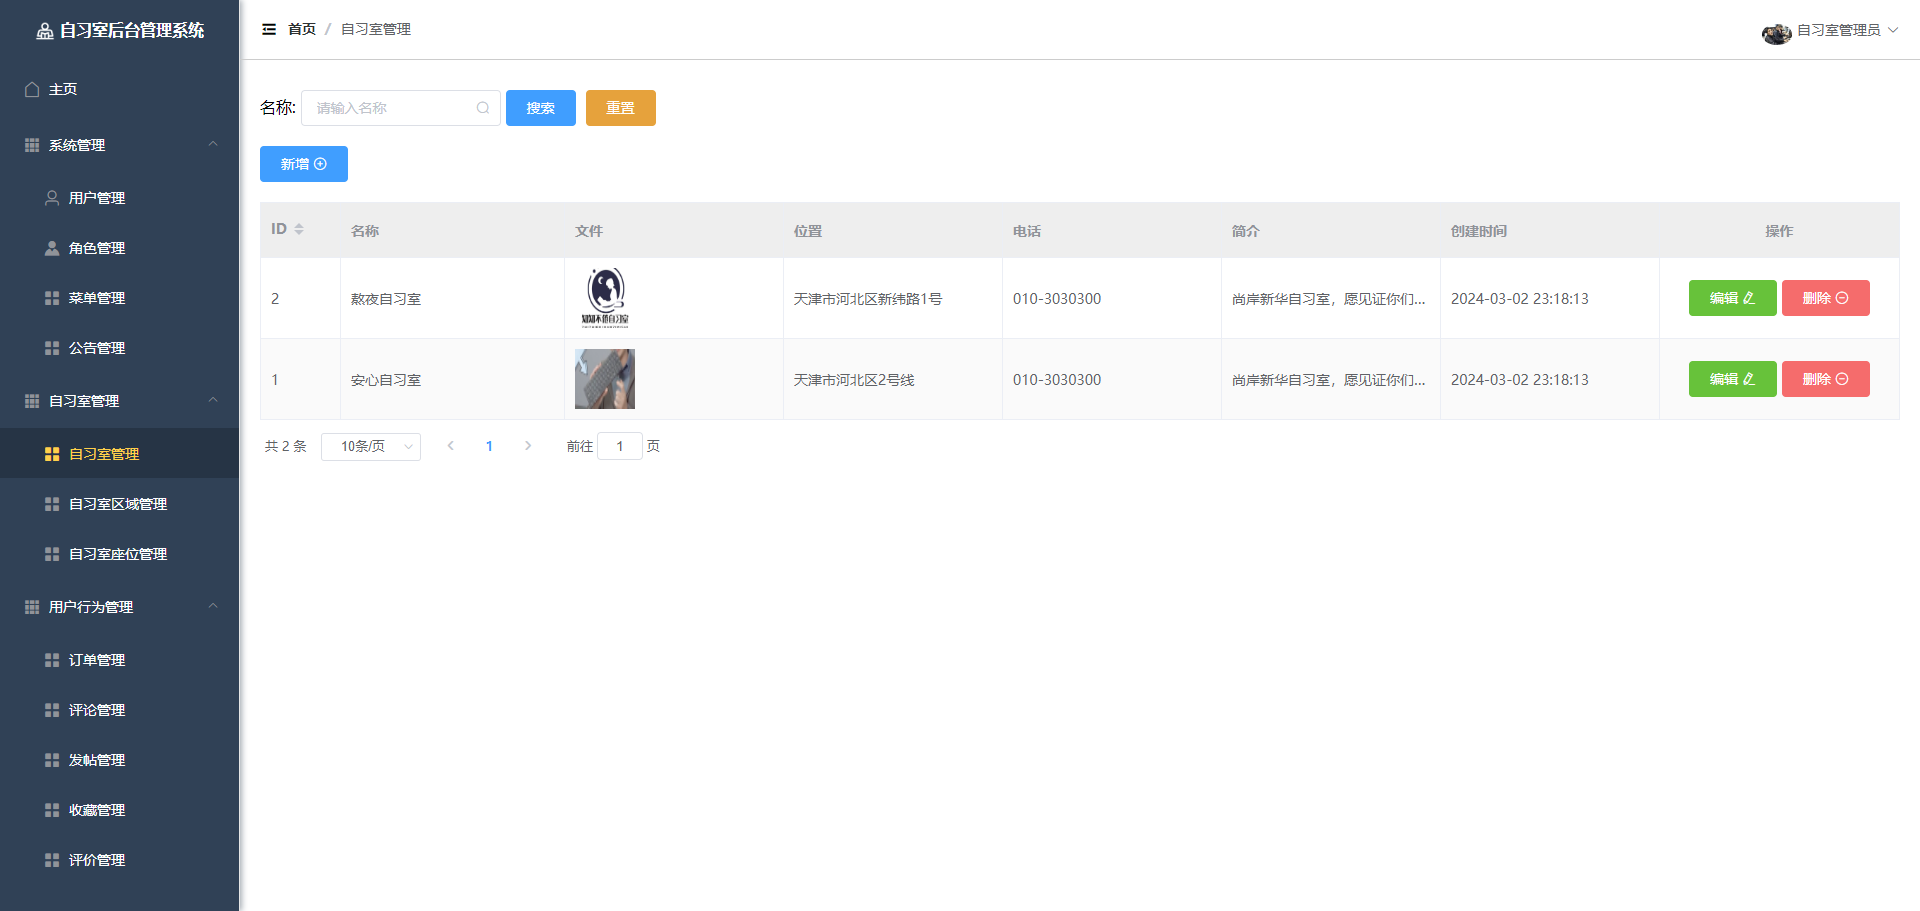 自习室后台管理系统
主页
系统管理
用户管理
角色管理
菜单管理
公告管理
自习室管理
自习室管理
自习室区域管理
自习室座位管理
用户行为管理
订单管理
评论管理
发帖管理
收藏管理
评价管理
首页 / 自习室管理
自习室管理员
名称: 请输入名称 搜索 重置
新增
ID 名称 文件 位置 电话 简介 创建时间 操作
2 熬夜自习室 天津市河北区新纬路1号 010-3030300 尚岸新华自习室，愿见证你们... 2024-03-02 23:18:13 编辑 删除
1 安心自习室 天津市河北区2号线 010-3030300 尚岸新华自习室，愿见证你们... 2024-03-02 23:18:13 编辑 删除
共 2 条 10条/页 1 前往 1 页